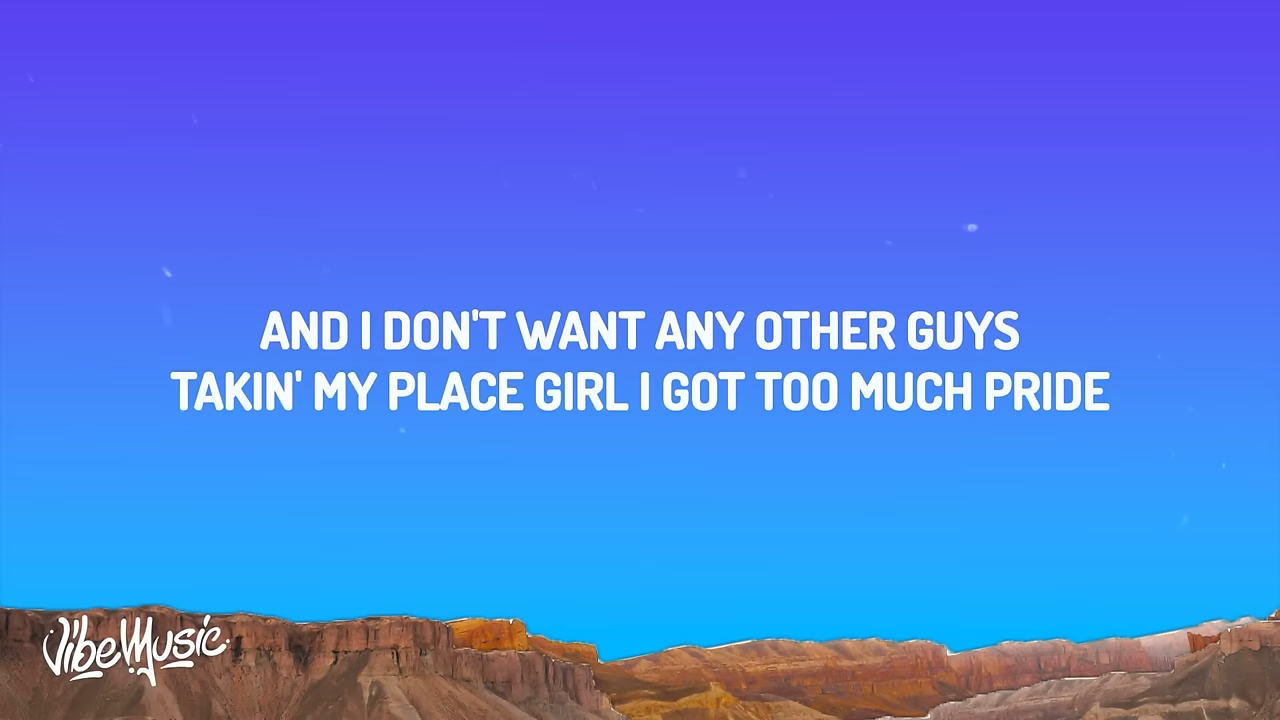 AND I DON'T WANT ANY OTHER GUYS
TAKIN' MY PLACE GIRL I GOT TOO MUCH PRIDE
VibeMusic